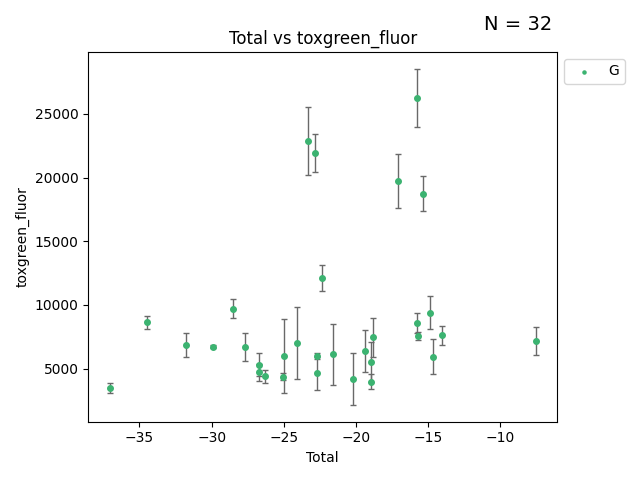 N = 32
Total vs toxgreen_fluor
G
toxgreen_fluor
25000
20000
15000
10000
5000
−35 −30 −25 −20 −15 −10
Total